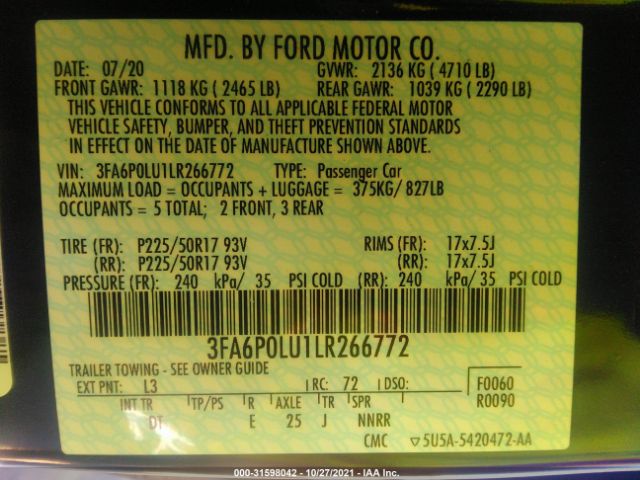 MFD. BY FORD MOTOR CO.
DATE: 07/20 GVWR: 2136 KG ( 4710 LB)
FRONT GAWR: 1118 KG ( 2465 LB) REAR GAWR: 1039 KG ( 2290 LB)
THIS VEHICLE CONFORMS TO ALL APPLICABLE FEDERAL MOTOR
VEHICLE SAFETY, BUMPER, AND THEFT PREVENTION STANDARDS
IN EFFECT ON THE DATE OF MANUFACTURE SHOWN ABOVE.
VIN: 3FA6P0LU1LR266772 TYPE: Passenger Car
MAXIMUM LOAD = OCCUPANTS + LUGGAGE = 375KG/ 827LB
OCCUPANTS = 5 TOTAL; 2 FRONT, 3 REAR
TIRE (FR): P225/50R17 93V RIMS (FR): 17x7.5J
(RR): P225/50R17 93V (RR): 17x7.5J
PRESSURE (FR): 240 kPa/ 35 PSI COLD (RR): 240 kPa/ 35 PSI COLD
3FA6P0LU1LR266772
TRAILER TOWING - SEE OWNER GUIDE
EXT PNT: L3 RC: 72 DSO: F0060
INT TR TP/PS R AXLE TR SPR R0090
DT E 25 J NNRR
CMC ▽5U5A-5420472-AA
000-31598042 - 10/27/2021 - IAA Inc.